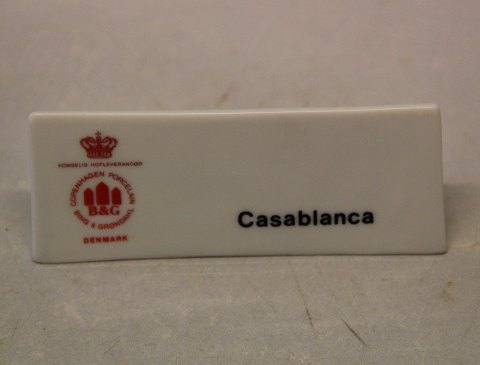 KONGELIG HOFLEVERANDØR
COPENHAGEN PORCELAIN
B&G
BING & GRØNDAHL
DENMARK
Casablanca